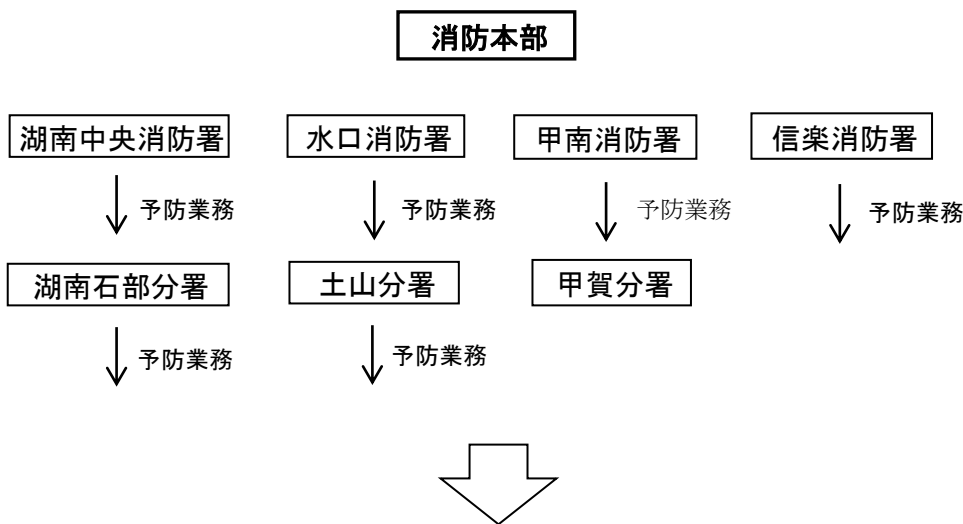 消防本部
湖南中央消防署
水口消防署
甲南消防署
信楽消防署
予防業務
予防業務
予防業務
予防業務
湖南石部分署
土山分署
甲賀分署
予防業務
予防業務